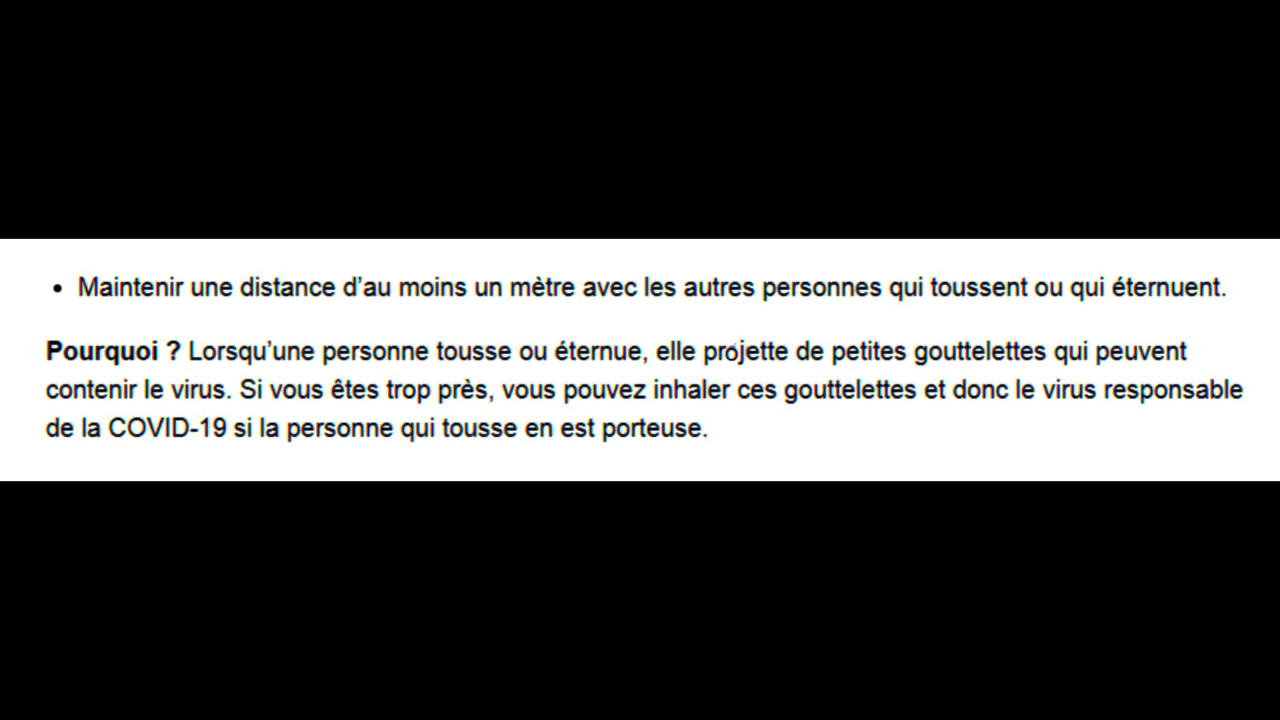 • Maintenir une distance d’au moins un mètre avec les autres personnes qui toussent ou qui éternuent.
Pourquoi ? Lorsqu’une personne tousse ou éternue, elle projette de petites gouttelettes qui peuvent
contenir le virus. Si vous êtes trop près, vous pouvez inhaler ces gouttelettes et donc le virus responsable
de la COVID-19 si la personne qui tousse en est porteuse.